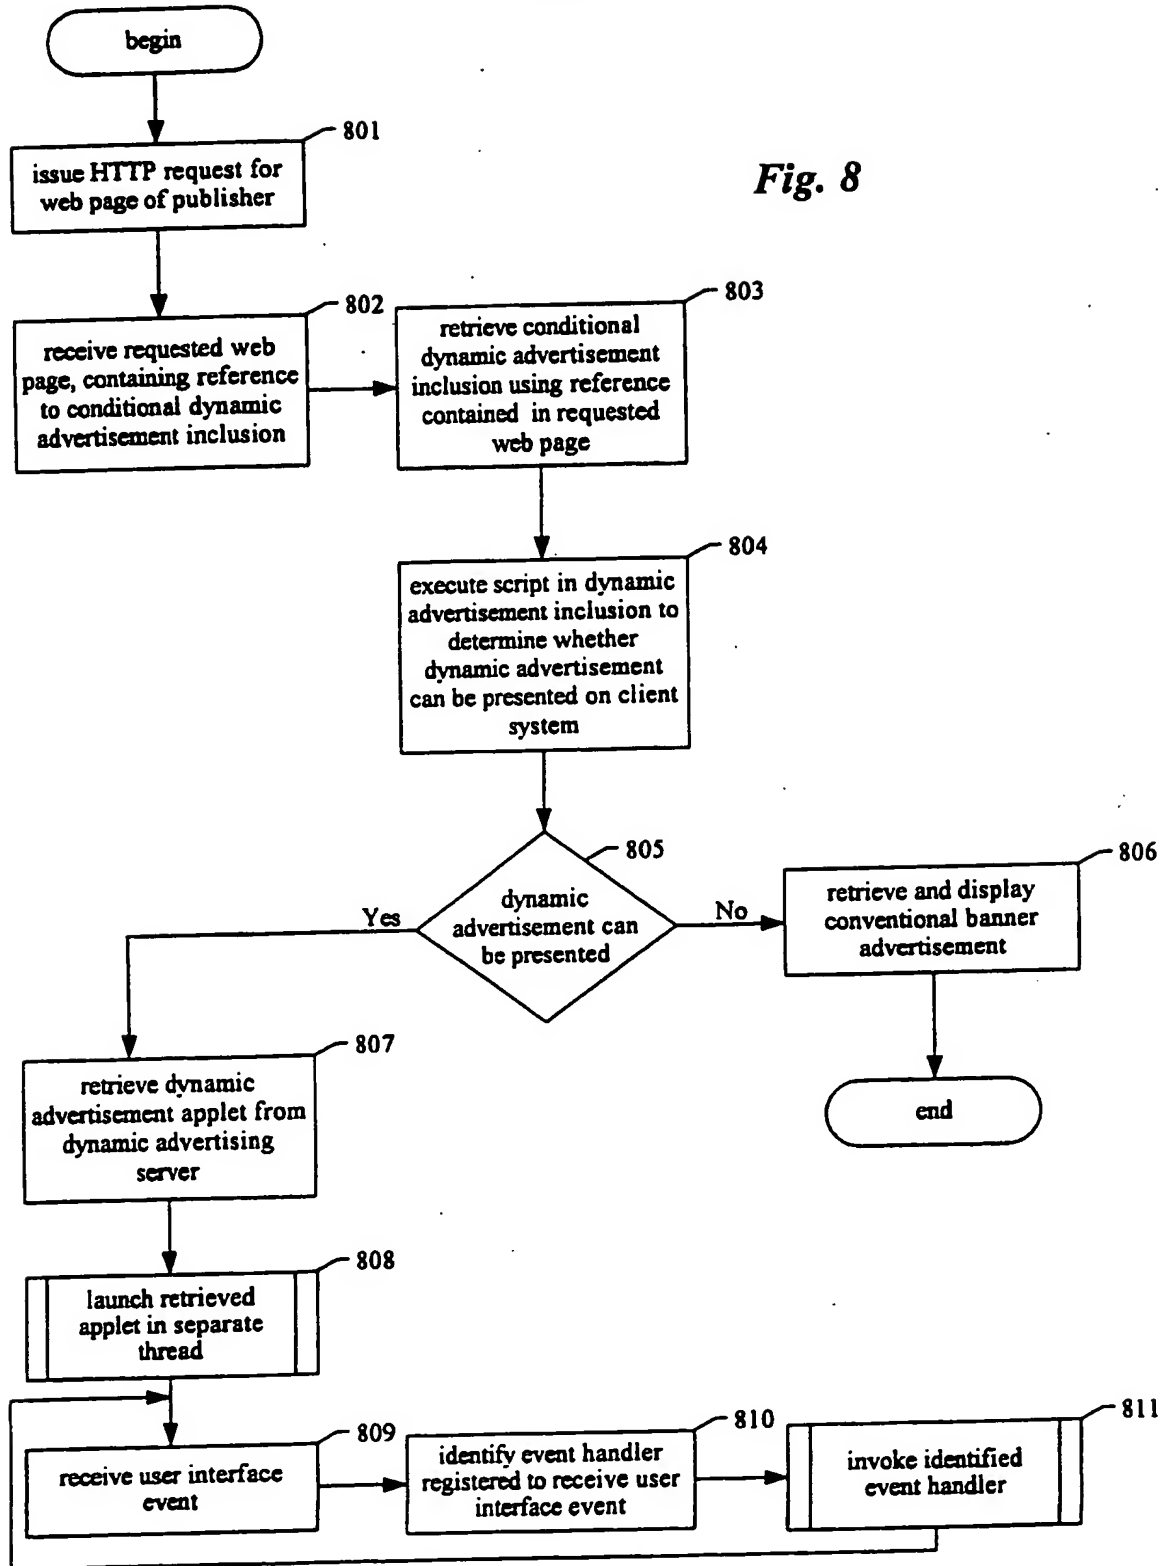 begin
801
issue HTTP request for
web page of publisher
Fig. 8
802
receive requested web
page, containing reference
to conditional dynamic
advertisement inclusion
803
retrieve conditional
dynamic advertisement
inclusion using reference
contained in requested
web page
804
execute script in dynamic
advertisement inclusion to
determine whether
dynamic advertisement
can be presented on client
system
805
dynamic
advertisement can
be presented
Yes
No
806
retrieve and display
conventional banner
advertisement
end
807
retrieve dynamic
advertisement applet from
dynamic advertising
server
808
launch retrieved
applet in separate
thread
809
receive user interface
event
810
identify event handler
registered to receive user
interface event
811
invoke identified
event handler